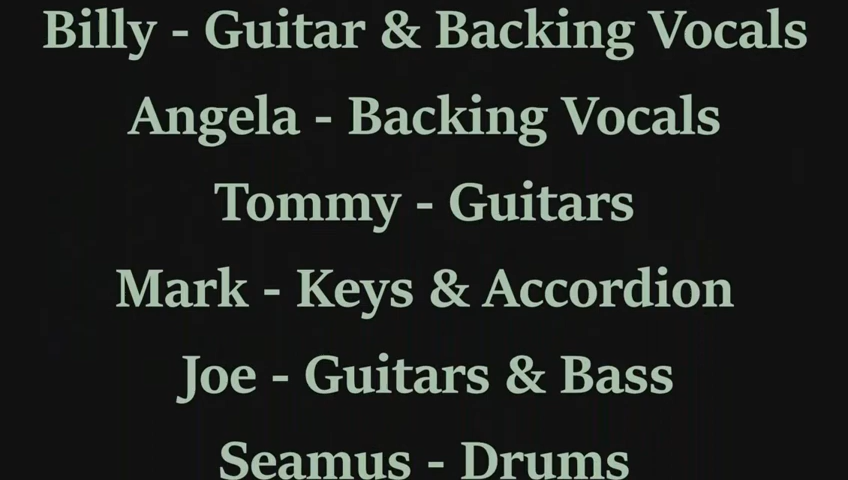 Billy - Guitar & Backing Vocals
Angela - Backing Vocals
Tommy - Guitars
Mark - Keys & Accordion
Joe - Guitars & Bass
Seamus - Drums